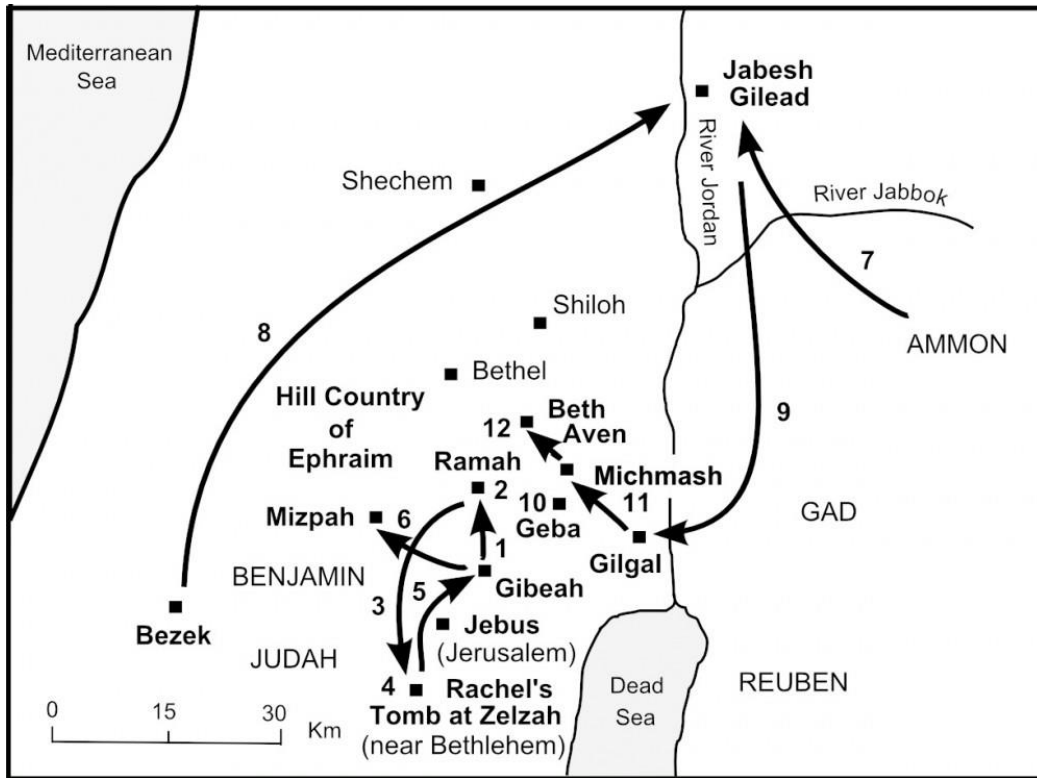 Mediterranean
Sea
Jabesh
Gilead
River Jordan
Shechem
River Jabbok
7
8
Shiloh
AMMON
Bethel
9
Hill Country
of
Ephraim
Beth
Aven
12
Ramah
Michmash
2
10
11
Mizpah
6
Geba
GAD
1
Gilgal
BENJAMIN
5
Gibeah
3
Bezek
Jebus
(Jerusalem)
JUDAH
4
Rachel's
Tomb at Zelzah
(near Bethlehem)
Dead
Sea
REUBEN
0 15 30
Km